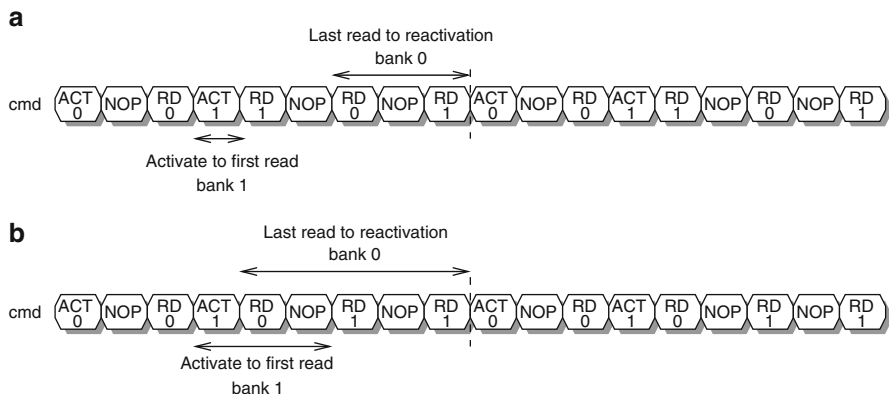 a
Last read to reactivation
bank 0
cmd ACT 0 NOP RD 0 ACT 1 RD 1 NOP RD 0 NOP RD 1 ACT 0 NOP RD 0 ACT 1 RD 1 NOP RD 0 NOP RD 1
Activate to first read
bank 1
b
Last read to reactivation
bank 0
cmd ACT 0 NOP RD 0 ACT 1 RD 0 NOP RD 1 NOP RD 1 ACT 0 NOP RD 0 ACT 1 RD 0 NOP RD 1 NOP RD 1
Activate to first read
bank 1